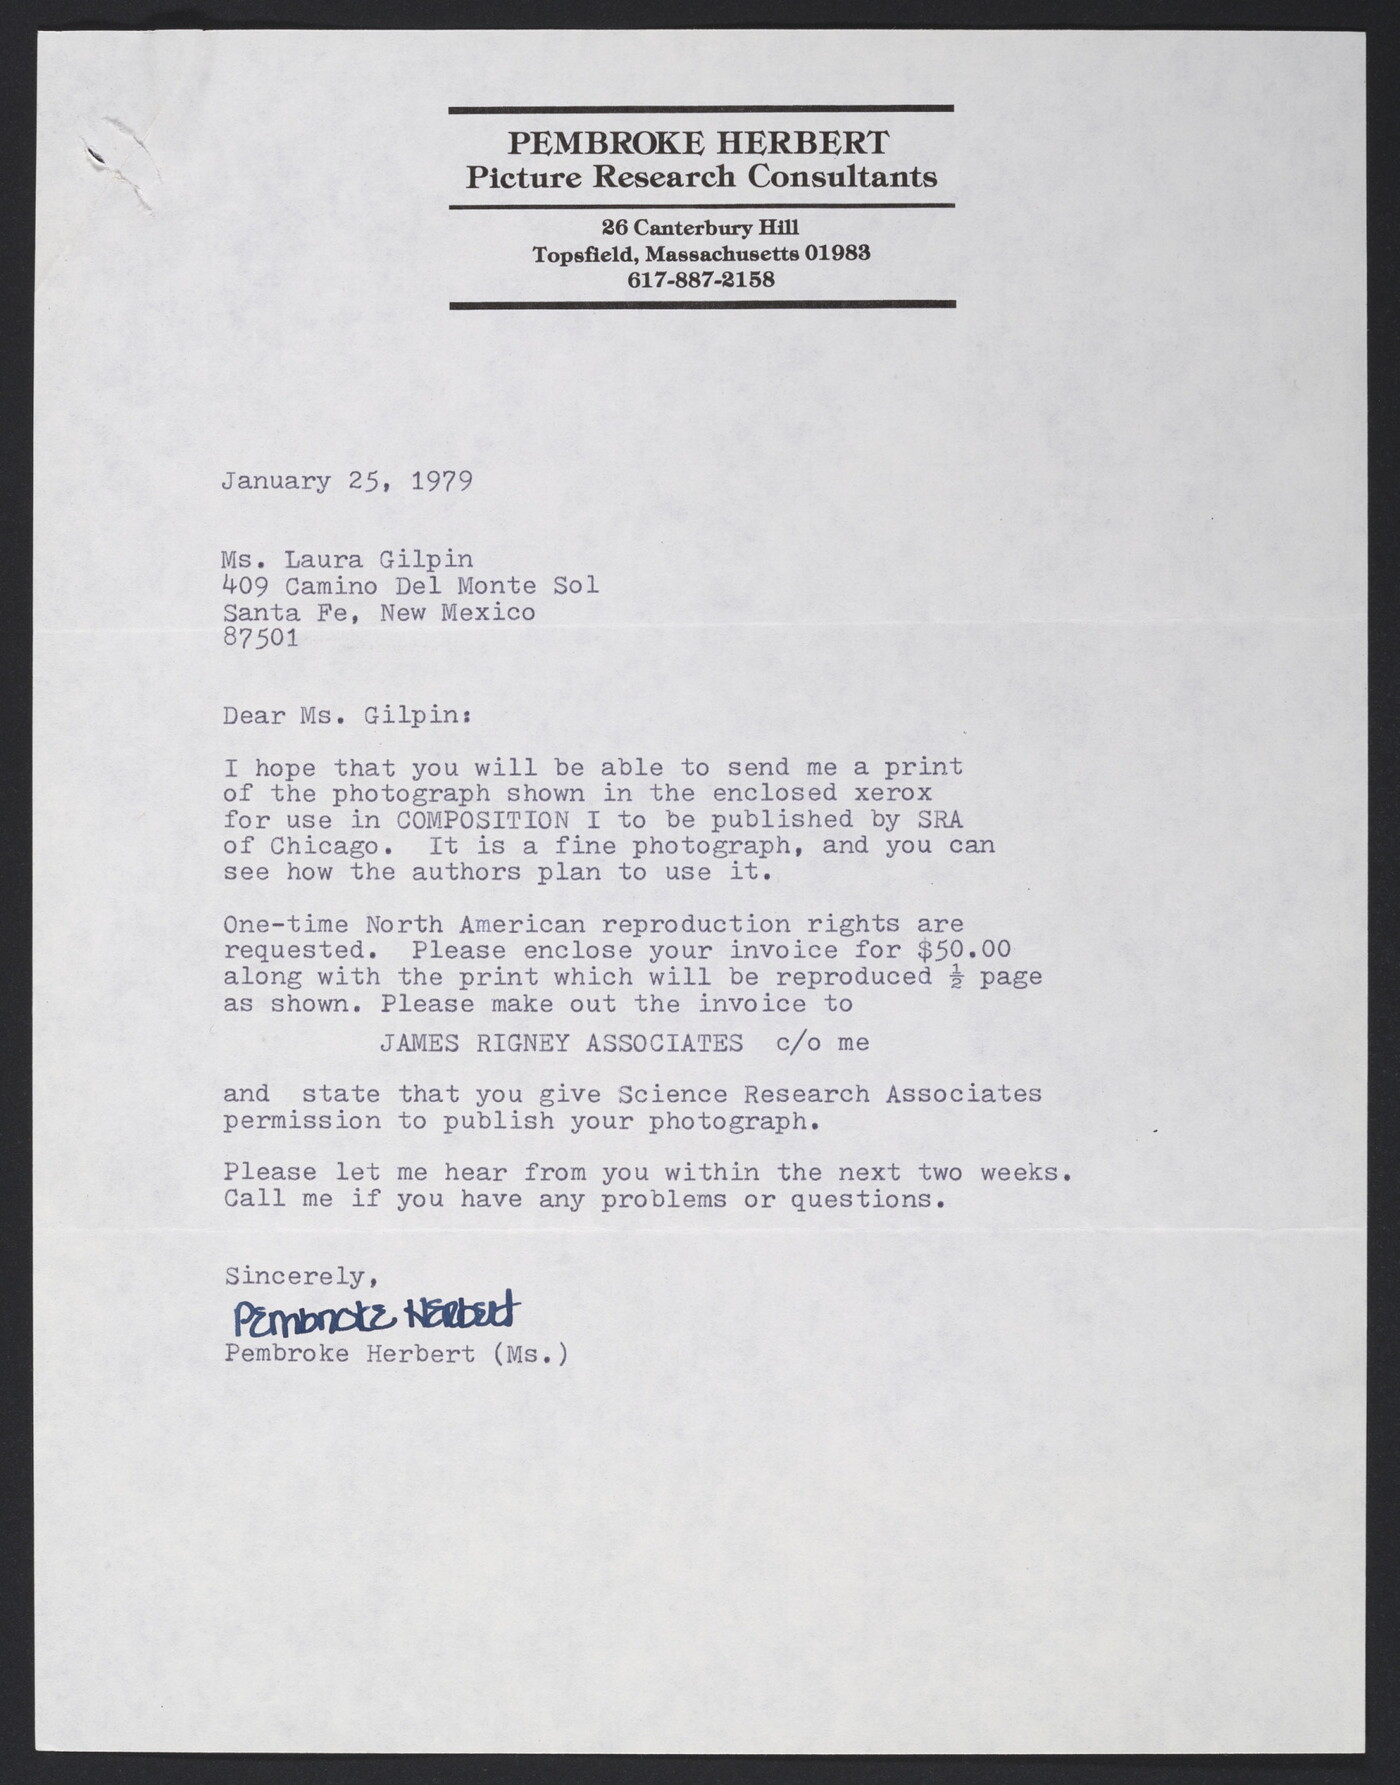 PEMBROKE HERBERT
Picture Research Consultants
26 Canterbury Hill
Topsfield, Massachusetts 01983
617-887-2158
January 25, 1979
Ms. Laura Gilpin
409 Camino Del Monte Sol
Santa Fe, New Mexico
87501
Dear Ms. Gilpin:
I hope that you will be able to send me a print
of the photograph shown in the enclosed xerox
for use in COMPOSITION I to be published by SRA
of Chicago.  It is a fine photograph, and you can
see how the authors plan to use it.
One-time North American reproduction rights are
requested.  Please enclose your invoice for $50.00
along with the print which will be reproduced ½ page
as shown. Please make out the invoice to
JAMES RIGNEY ASSOCIATES  c/o me
and  state that you give Science Research Associates
permission to publish your photograph.
Please let me hear from you within the next two weeks.
Call me if you have any problems or questions.
Sincerely,
Pembroke Herbert
Pembroke Herbert (Ms.)